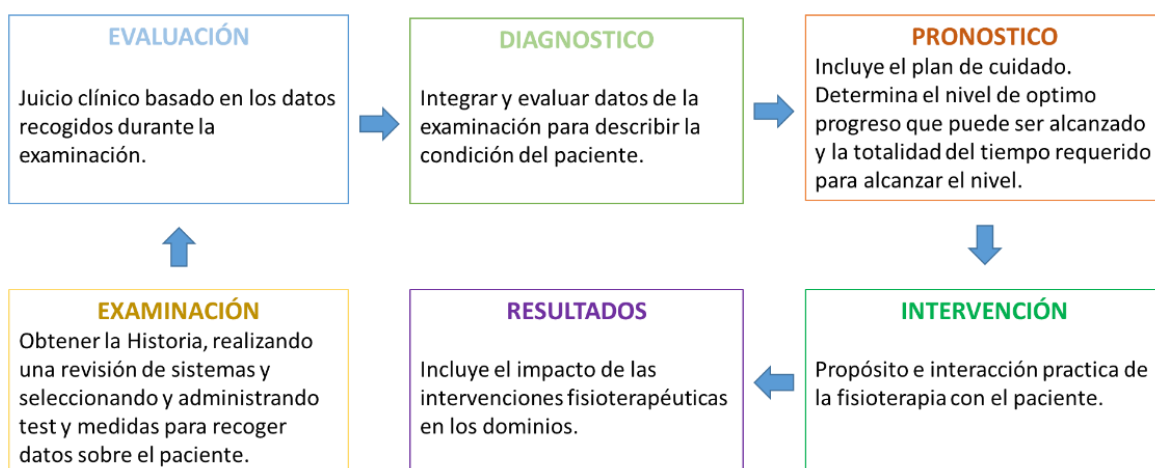 EVALUACIÓN
Juicio clínico basado en los datos
recogidos durante la
examinación.
DIAGNOSTICO
Integrar y evaluar datos de la
examinación para describir la
condición del paciente.
PRONOSTICO
Incluye el plan de cuidado.
Determina el nivel de optimo
progreso que puede ser alcanzado
y la totalidad del tiempo requerido
para alcanzar el nivel.
EXAMINACIÓN
Obtener la Historia, realizando
una revisión de sistemas y
seleccionando y administrando
test y medidas para recoger
datos sobre el paciente.
RESULTADOS
Incluye el impacto de las
intervenciones fisioterapéuticas
en los dominios.
INTERVENCIÓN
Propósito e interacción practica de
la fisioterapia con el paciente.